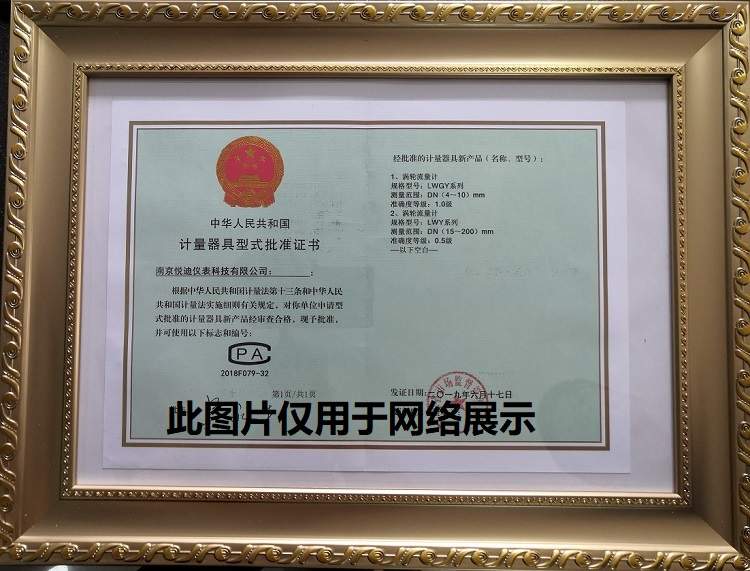 中华人民共和国
计量器具型式批准证书
南京悦迪仪表科技有限公司：
根据中华人民共和国计量法第十三条和中华人民
共和国计量法实施细则有关规定，对你单位申请型
式批准的计量器具新产品经审查合格，现予批准，
并可使用以下标志和编号：
CPA
2018F079-32
第1页/共1页
经批准的计量器具新产品（名称、型号）：
1、涡轮流量计
规格型号：LWGY系列
测量范围：DN（4～10）mm
准确度等级：1.0级
2、涡轮流量计
规格型号：LWY系列
测量范围：DN（15～200）mm
准确度等级：0.5级
—以下空白—
发证日期：二〇一九年六月十七日
此图片仅用于网络展示